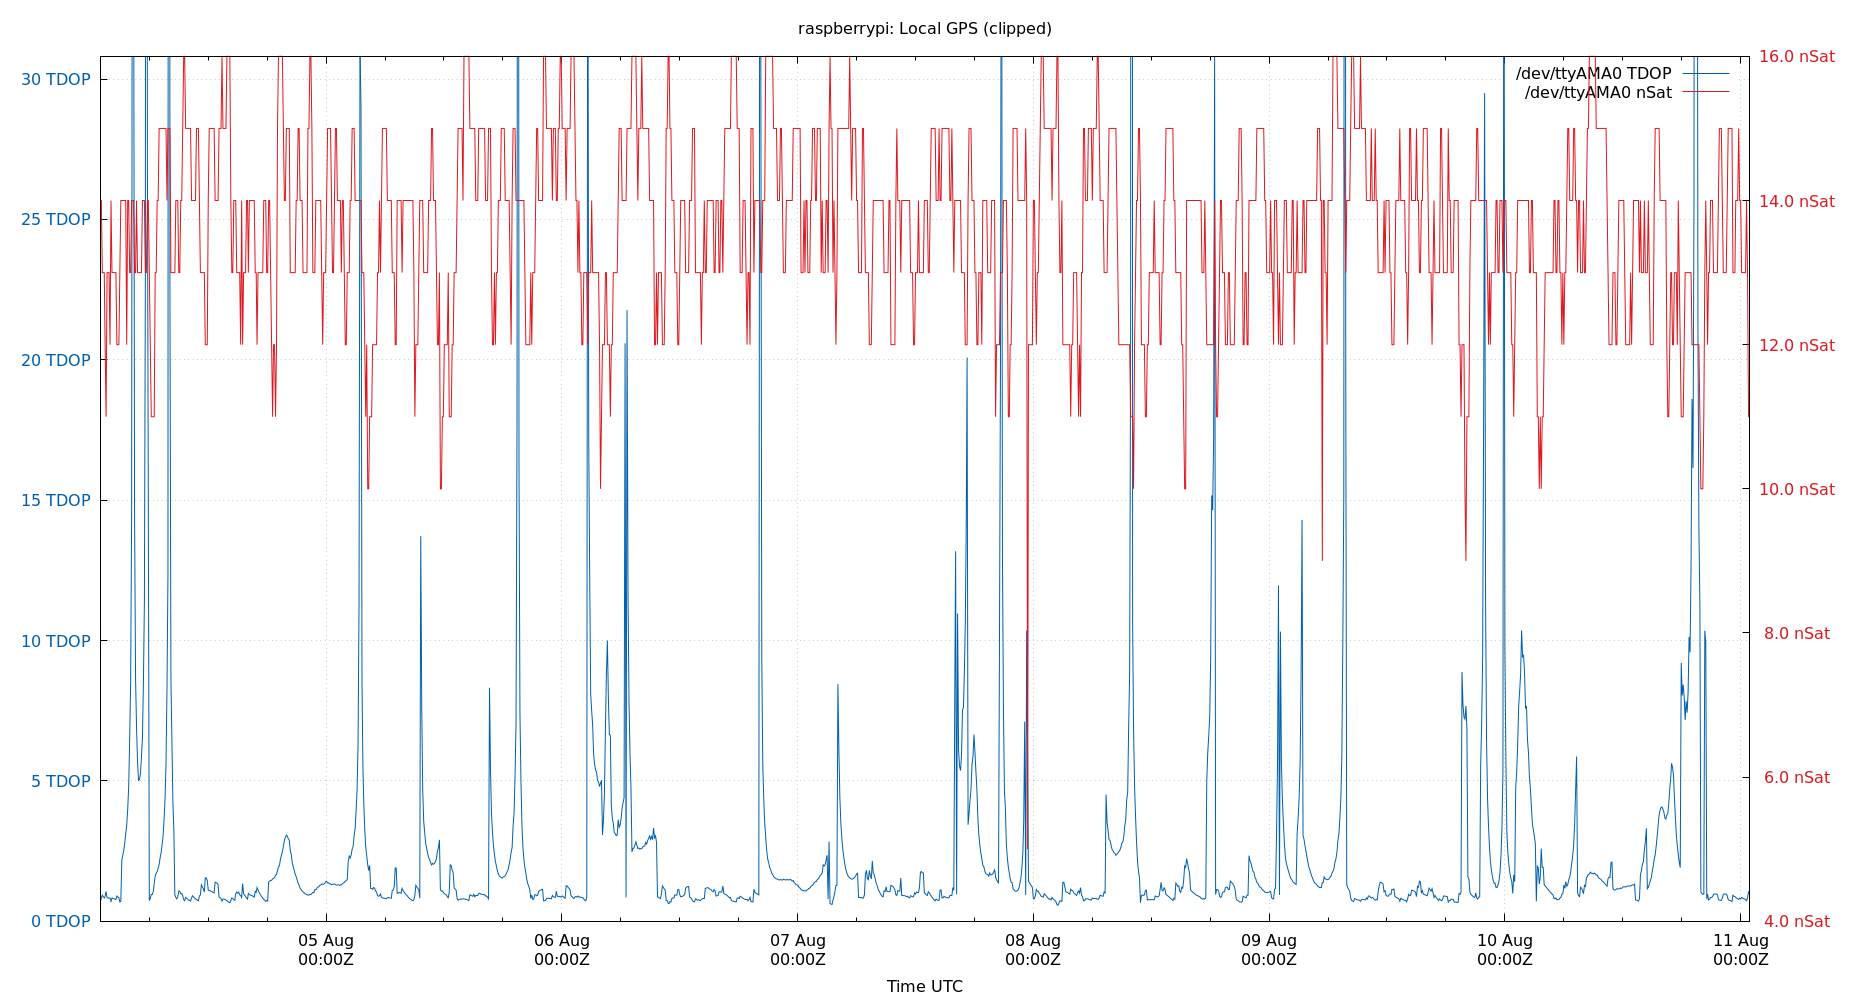 raspberrypi: Local GPS (clipped)
30 TDOP
25 TDOP
20 TDOP
15 TDOP
10 TDOP
5 TDOP
0 TDOP
16.0 nSat
14.0 nSat
12.0 nSat
10.0 nSat
8.0 nSat
6.0 nSat
4.0 nSat
/dev/ttyAMA0 TDOP
/dev/ttyAMA0 nSat
05 Aug
00:00Z
06 Aug
00:00Z
07 Aug
00:00Z
08 Aug
00:00Z
09 Aug
00:00Z
10 Aug
00:00Z
11 Aug
00:00Z
Time UTC